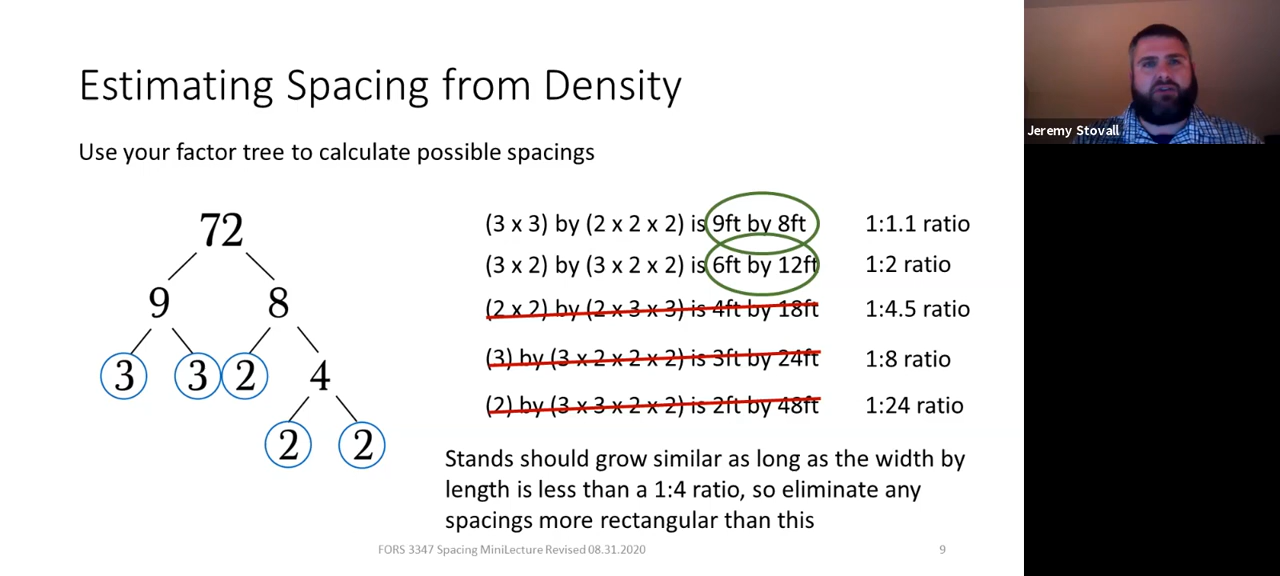 Estimating Spacing from Density
Use your factor tree to calculate possible spacings
72
9 8
3 3 2 4
2 2
(3 x 3) by (2 x 2 x 2) is 9ft by 8ft 1:1.1 ratio
(3 x 2) by (3 x 2 x 2) is 6ft by 12ft 1:2 ratio
(2 x 2) by (2 x 3 x 3) is 4ft by 18ft 1:4.5 ratio
(3) by (3 x 2 x 2 x 2) is 3ft by 24ft 1:8 ratio
(2) by (3 x 3 x 2 x 2) is 2ft by 48ft 1:24 ratio
Stands should grow similar as long as the width by
length is less than a 1:4 ratio, so eliminate any
spacings more rectangular than this
FORS 3347 Spacing MiniLecture Revised 08.31.2020
9
Jeremy Stovall